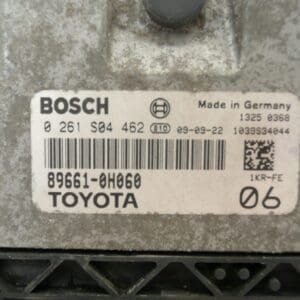 BOSCH Made in Germany
1325 0368
0 261 S04 462 E10 09-09-22 1039S34044
89661-0H060 1KR-FE
TOYOTA 06